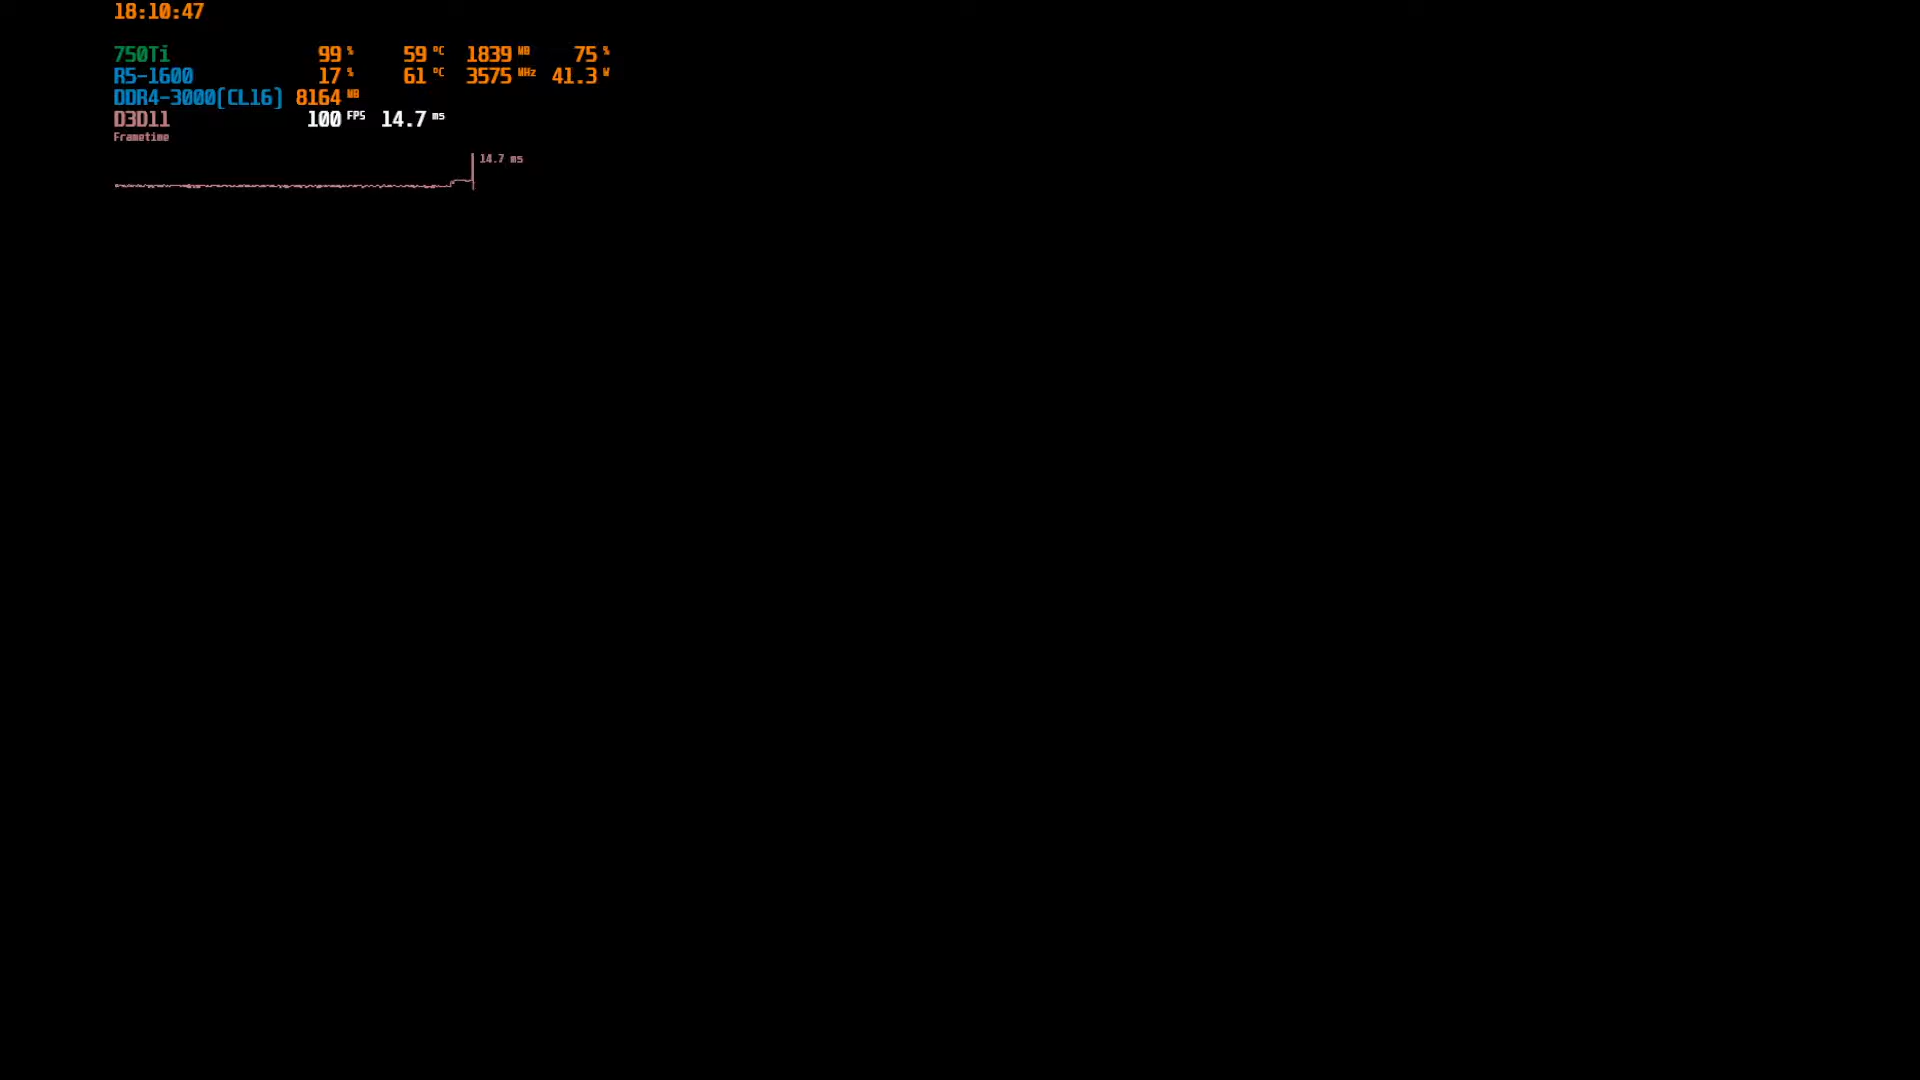 18:10:47
750Ti 99 % 59 °C 1839 MB 75 %
R5-1600 17 % 61 °C 3575 MHz 41.3 W
DDR4-3000(CL16) 8164 MB
D3D11 100 FPS 14.7 ms
Frametime
14.7 ms